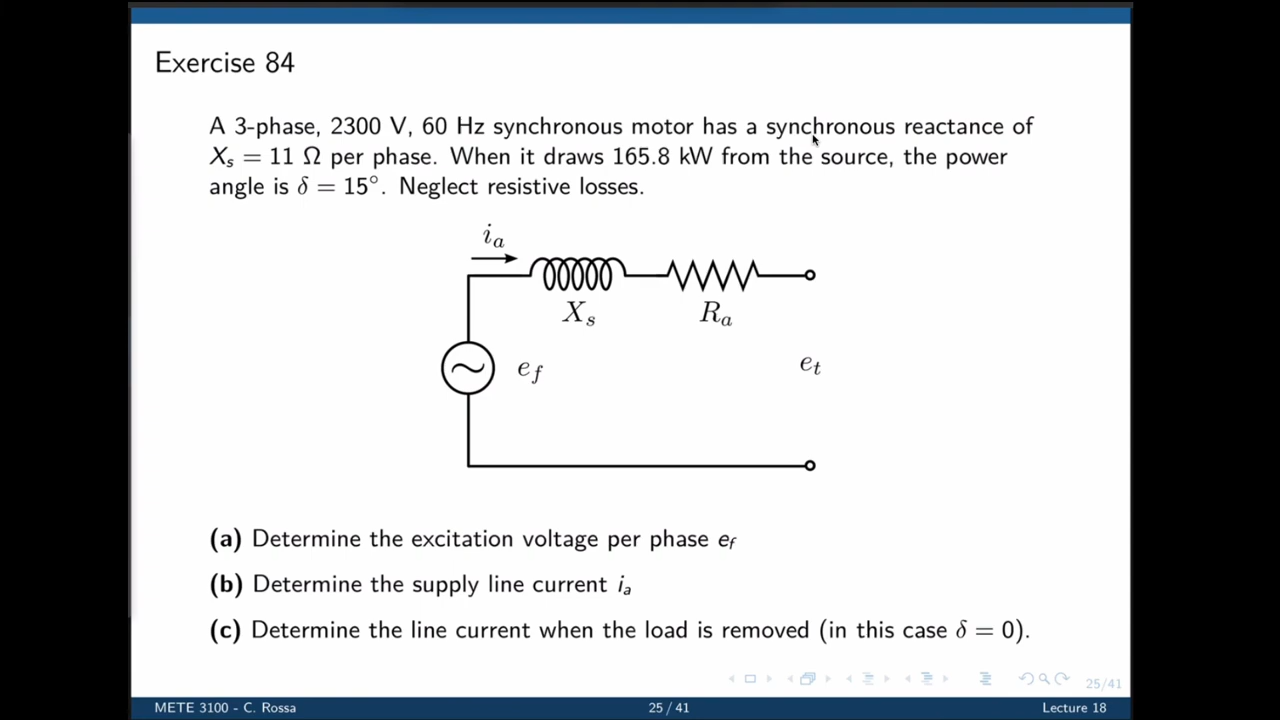 Exercise 84
A 3-phase, 2300 V, 60 Hz synchronous motor has a synchronous reactance of
Xₛ = 11 Ω per phase. When it draws 165.8 kW from the source, the power
angle is δ = 15°. Neglect resistive losses.
iₐ
Xₛ
Rₐ
e_f
eₜ
(a) Determine the excitation voltage per phase e_f
(b) Determine the supply line current iₐ
(c) Determine the line current when the load is removed (in this case δ = 0).
25/41
METE 3100 - C. Rossa
25 / 41
Lecture 18